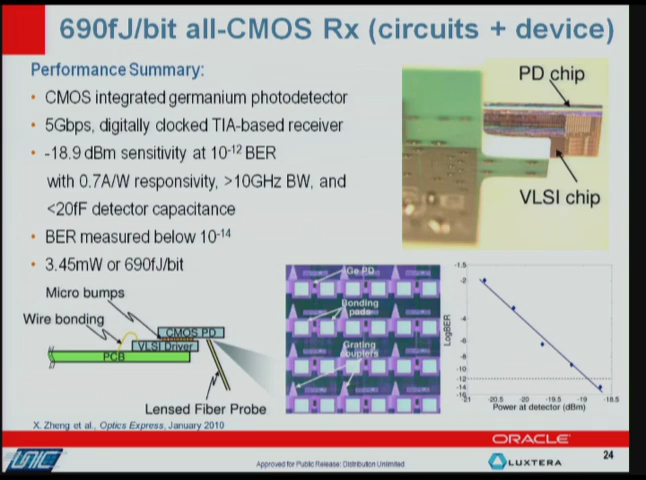 690fJ/bit all-CMOS Rx (circuits + device)
Performance Summary:
• CMOS integrated germanium photodetector
• 5Gbps, digitally clocked TIA-based receiver
• -18.9 dBm sensitivity at 10-12 BER
with 0.7A/W responsivity, >10GHz BW, and
<20fF detector capacitance
• BER measured below 10-14
• 3.45mW or 690fJ/bit
PD chip
VLSI chip
Micro bumps
Wire bonding
CMOS PD
VLSI Driver
PCB
Lensed Fiber Probe
Ge PD
Bonding
pads
Grating
couplers
LogBER
-1.5
-2
-4
-6
-8
-10
-12
-14
-16
-21
-20.5
-20
-19.5
-19
-18.5
Power at detector (dBm)
X. Zheng et al., Optics Express, January 2010
ORACLE
UNIC
Approved for Public Release: Distribution Unlimited
LUXTERA
24